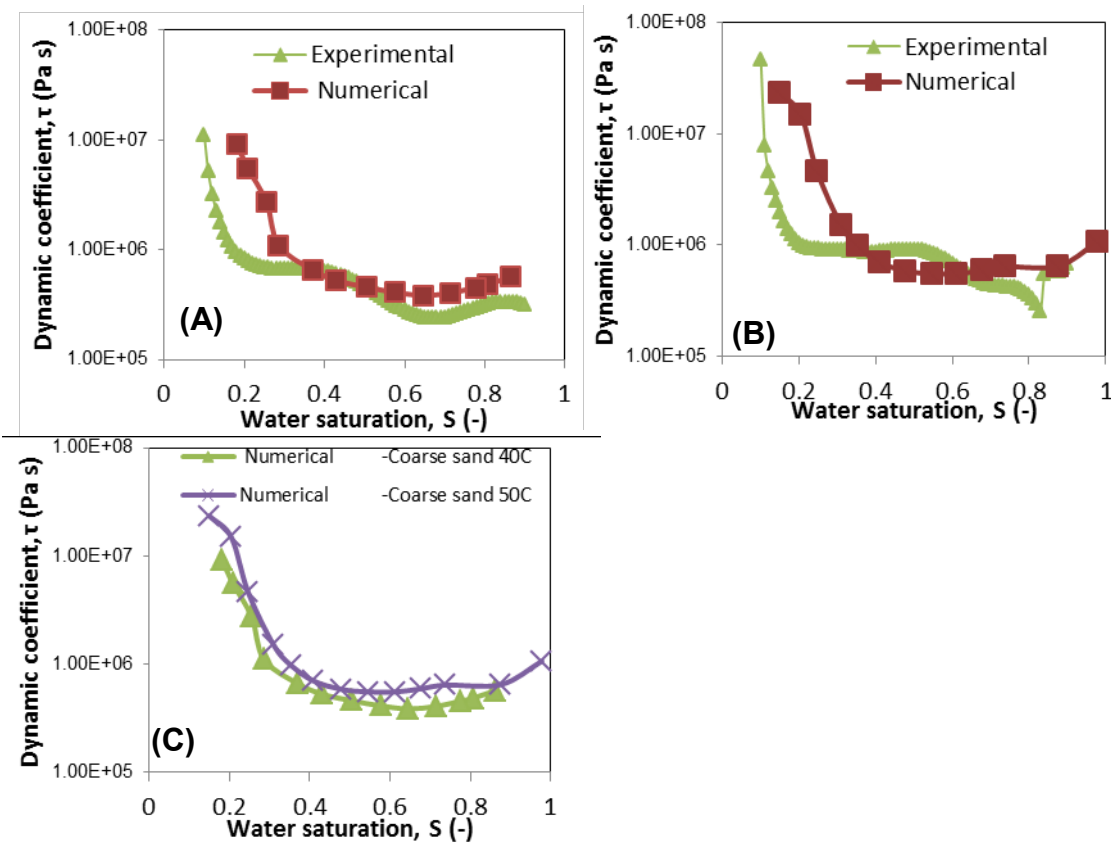 Dynamic coefficient, τ (Pa s)
1.00E+08
1.00E+07
1.00E+06
1.00E+05
Experimental
Numerical
(A)
0 0.2 0.4 0.6 0.8 1
Water saturation, S (-)
Dynamic coefficient, τ (Pa s)
1.00E+08
1.00E+07
1.00E+06
1.00E+05
Experimental
Numerical
(B)
0 0.2 0.4 0.6 0.8 1
Water saturation, S (-)
Dynamic coefficient, τ (Pa s)
1.00E+08
1.00E+07
1.00E+06
1.00E+05
Numerical -Coarse sand 40C
Numerical -Coarse sand 50C
(C)
0 0.2 0.4 0.6 0.8 1
Water saturation, S (-)